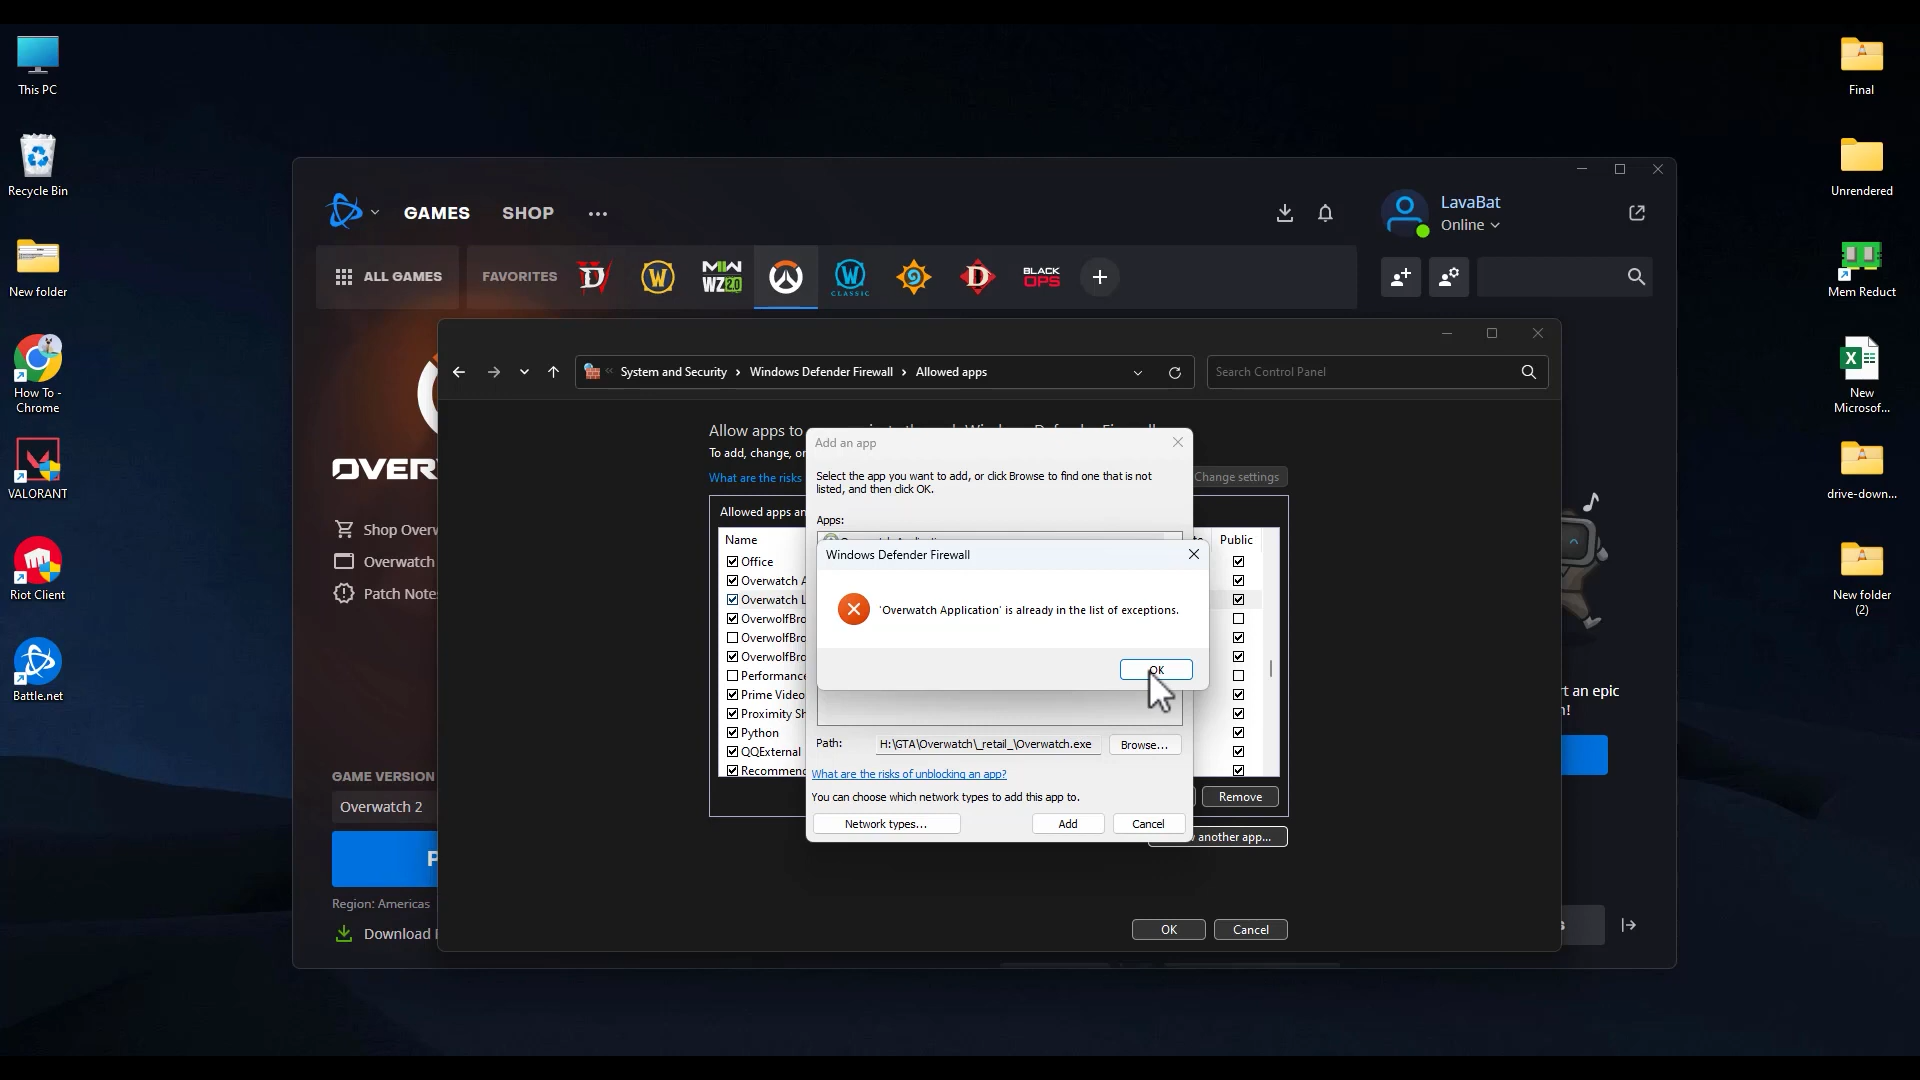 This PC
Recycle Bin
New folder
How To -
Chrome
VALORANT
Riot Client
Battle.net
Final
Unrendered
Mem Reduct
New
Microsof...
drive-down...
New folder
(2)
GAMES
SHOP
LavaBat
Online
ALL GAMES
FAVORITES
MW
WZ 2.0
CLASSIC
BLACK
OPS
System and Security
Windows Defender Firewall
Allowed apps
Search Control Panel
OVER
Shop Overw
Overwatch
Patch Notes
GAME VERSION
Overwatch 2
P
Region: Americas
Download
rt an epic
n!
Allow apps to
To add, change, or
What are the risks
Change settings
Allowed apps an
Name
Public
Office
Overwatch A
Overwatch L
OverwolfBro
OverwolfBro
OverwolfBro
Performance
Prime Video
Proximity Sh
Python
QQExternal
Recommend
Remove
another app...
OK
Cancel
Add an app
Select the app you want to add, or click Browse to find one that is not
listed, and then click OK.
Apps:
Windows Defender Firewall
'Overwatch Application' is already in the list of exceptions.
OK
Path:
H:\GTA\Overwatch\_retail_\Overwatch.exe
Browse...
What are the risks of unblocking an app?
You can choose which network types to add this app to.
Network types...
Add
Cancel